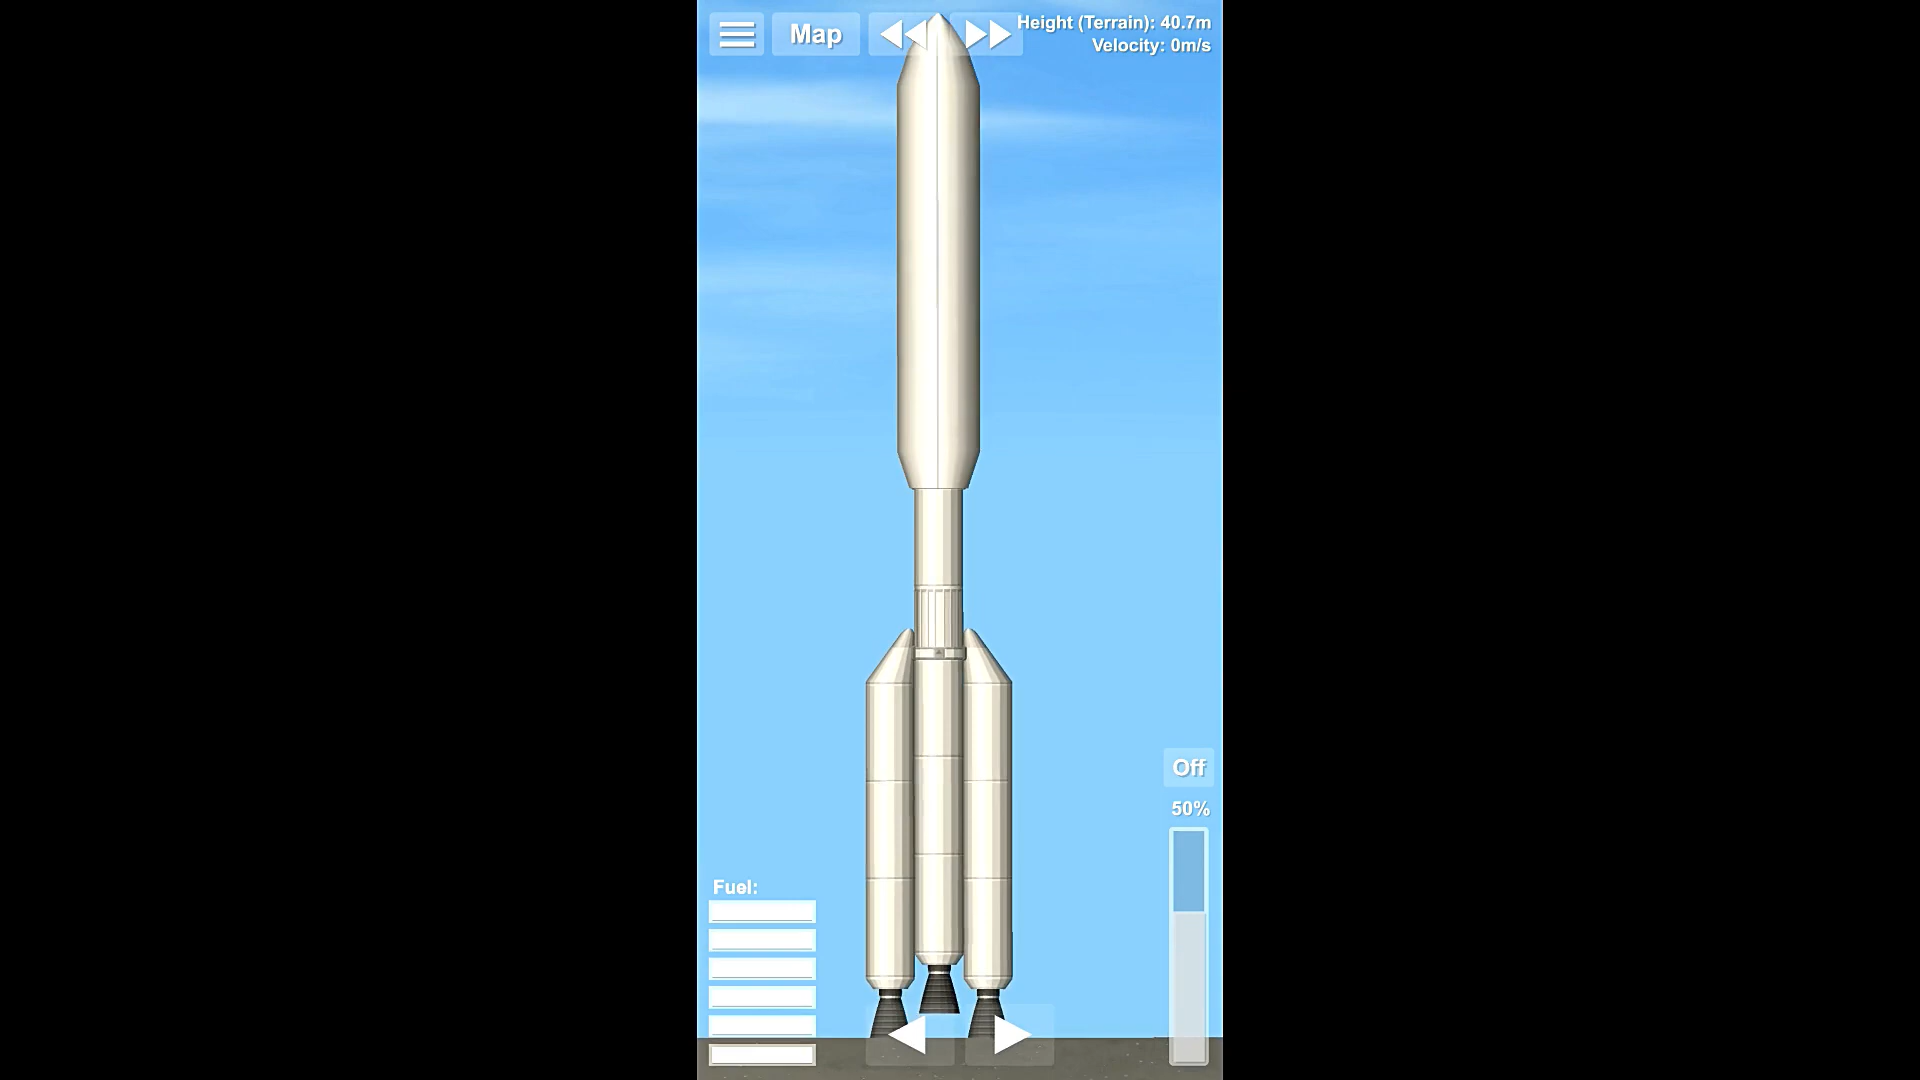 Map
Height (Terrain): 40.7m
Velocity: 0m/s
Off
50%
Fuel: